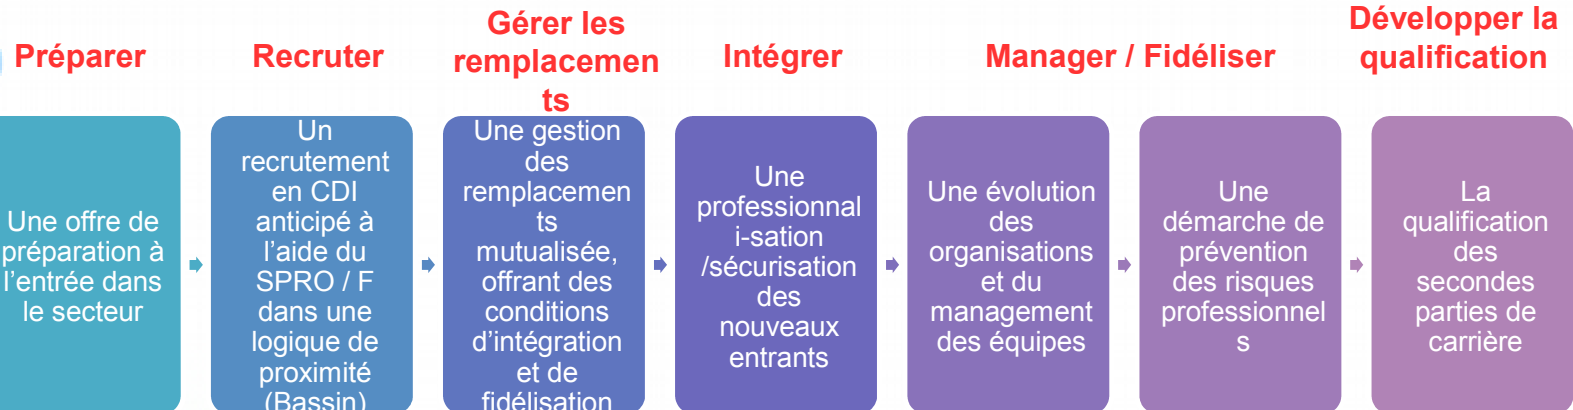 Préparer
Recruter
Gérer les
remplacemen
ts
Intégrer
Manager / Fidéliser
Développer la
qualification
Une offre de
préparation à
l’entrée dans
le secteur
Un
recrutement
en CDI
anticipé à
l’aide du
SPRO / F
dans une
logique de
proximité
(Bassin)
Une gestion
des
remplacemen
ts
mutualisée,
offrant des
conditions
d’intégration
et de
fidélisation
Une
professionnal
i-sation
/sécurisation
des
nouveaux
entrants
Une évolution
des
organisations
et du
management
des équipes
Une
démarche de
prévention
des risques
professionnel
s
La
qualification
des
secondes
parties de
carrière